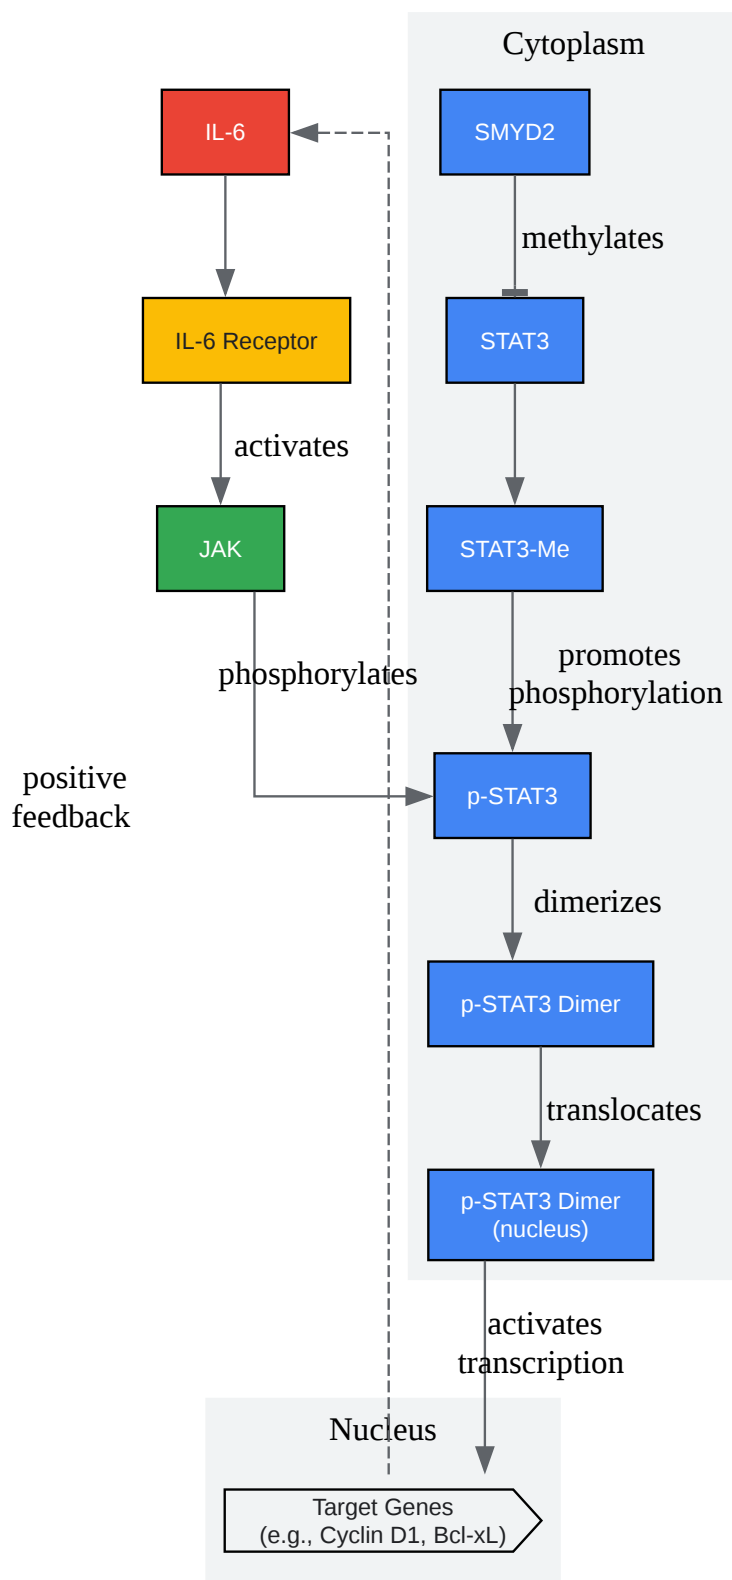 Cytoplasm
IL-6
SMYD2
methylates
IL-6 Receptor
STAT3
activates
JAK
STAT3-Me
phosphorylates
promotes
phosphorylation
positive
feedback
p-STAT3
dimerizes
p-STAT3 Dimer
translocates
p-STAT3 Dimer
(nucleus)
activates
transcription
Nucleus
Target Genes
(e.g., Cyclin D1, Bcl-xL)